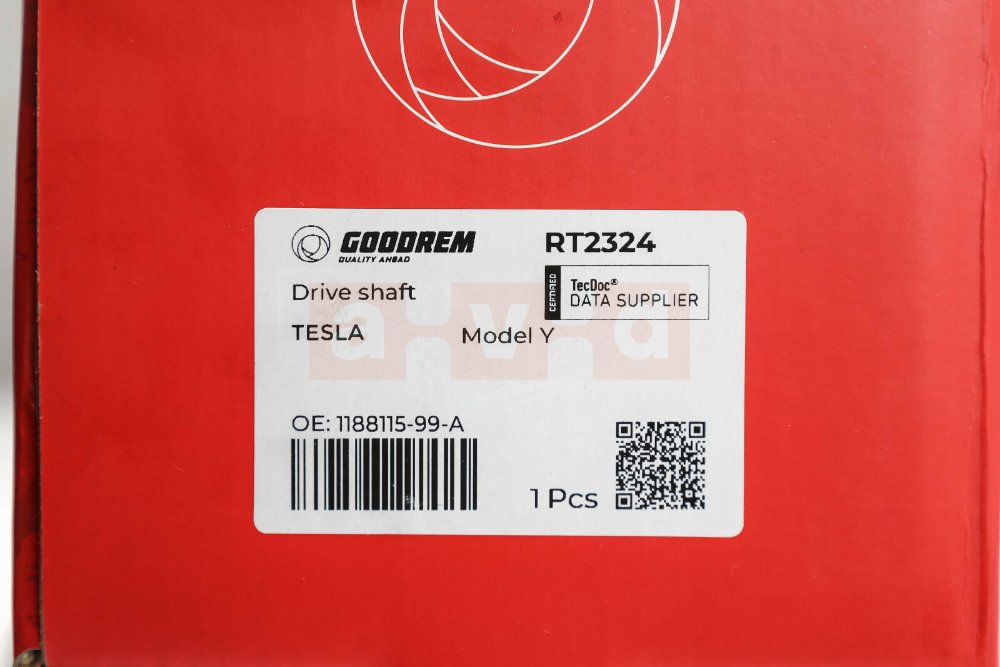 GOODREM
QUALITY AHEAD
RT2324
CERTIFIED
TecDoc®
DATA SUPPLIER
Drive shaft
TESLA
Model Y
a.v.d
OE: 1188115-99-A
1 Pcs